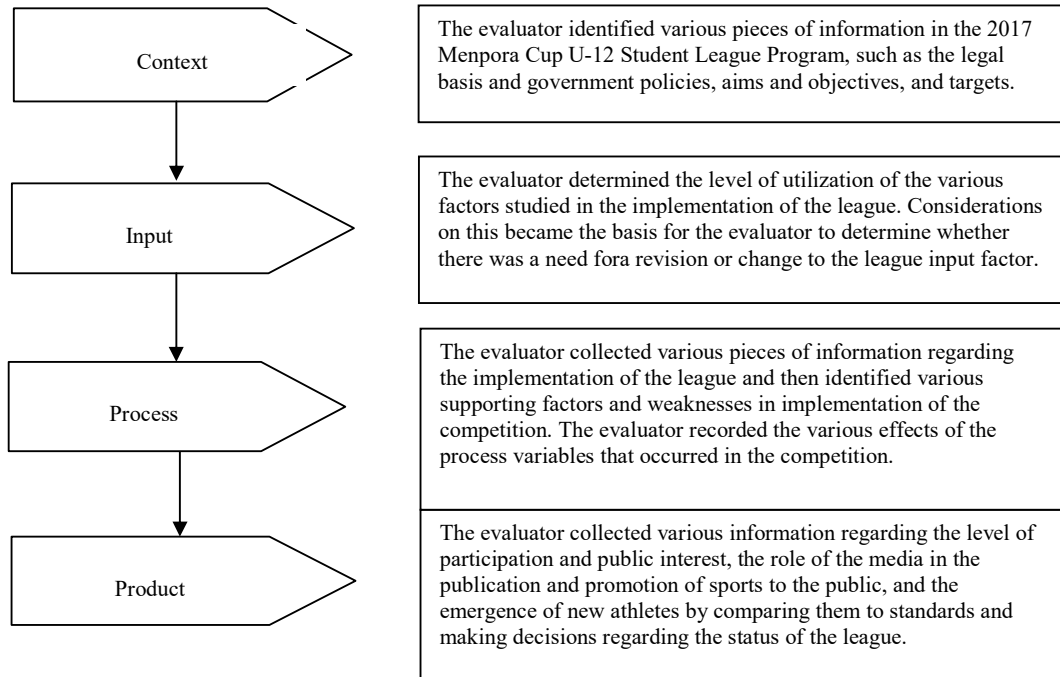 Context
The evaluator identified various pieces of information in the 2017
Menpora Cup U-12 Student League Program, such as the legal
basis and government policies, aims and objectives, and targets.
Input
The evaluator determined the level of utilization of the various
factors studied in the implementation of the league. Considerations
on this became the basis for the evaluator to determine whether
there was a need fora revision or change to the league input factor.
Process
The evaluator collected various pieces of information regarding
the implementation of the league and then identified various
supporting factors and weaknesses in implementation of the
competition. The evaluator recorded the various effects of the
process variables that occurred in the competition.
Product
The evaluator collected various information regarding the level of
participation and public interest, the role of the media in the
publication and promotion of sports to the public, and the
emergence of new athletes by comparing them to standards and
making decisions regarding the status of the league.